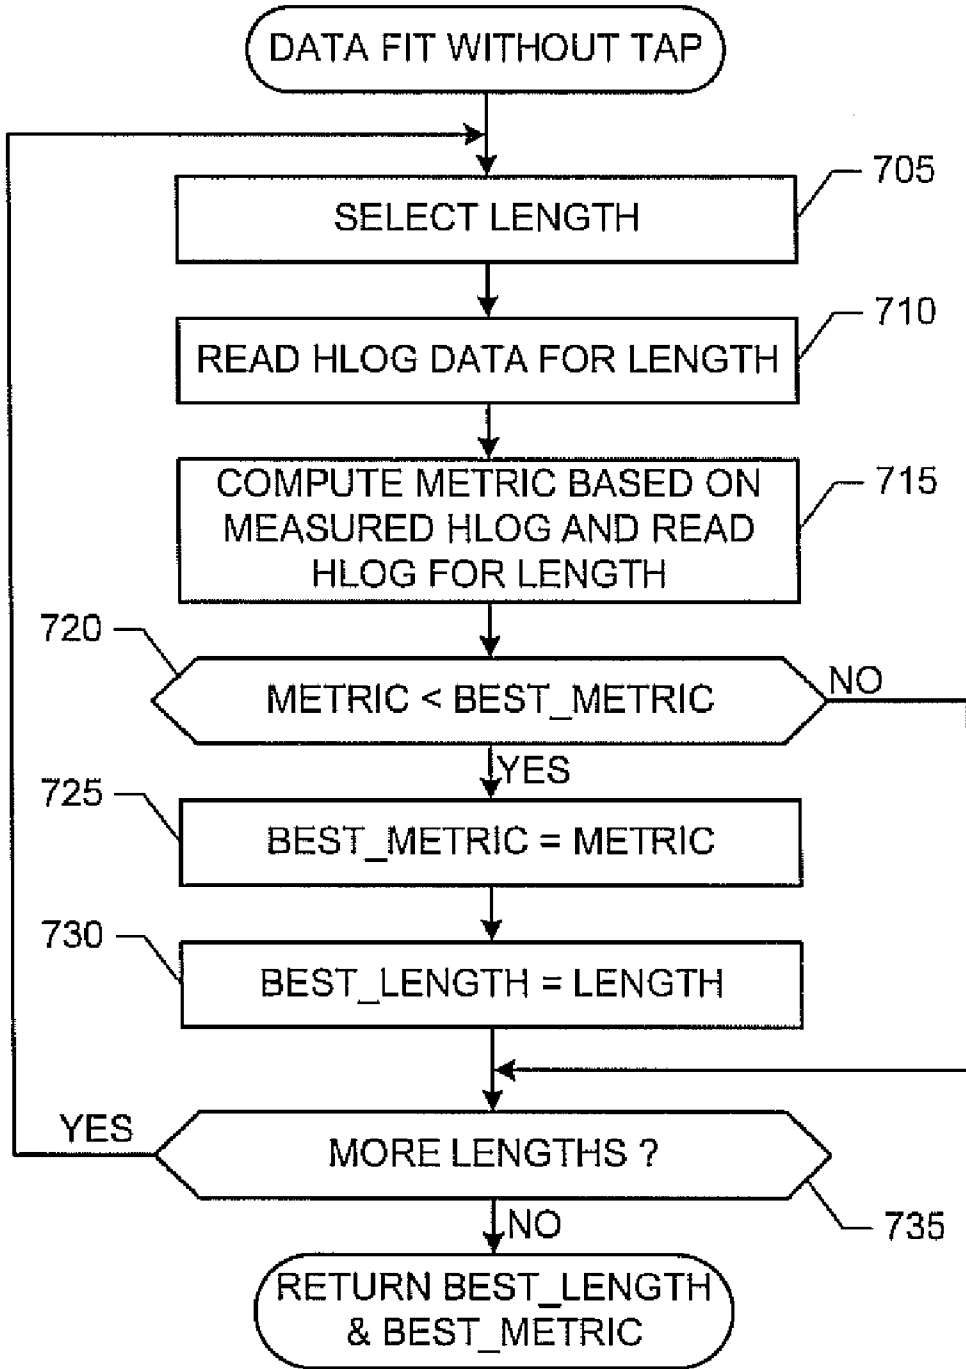 DATA FIT WITHOUT TAP
705
SELECT LENGTH
710
READ HLOG DATA FOR LENGTH
715
COMPUTE METRIC BASED ON
MEASURED HLOG AND READ
HLOG FOR LENGTH
720
METRIC < BEST_METRIC
NO
YES
725
BEST_METRIC = METRIC
730
BEST_LENGTH = LENGTH
YES
MORE LENGTHS ?
735
NO
RETURN BEST_LENGTH
& BEST_METRIC